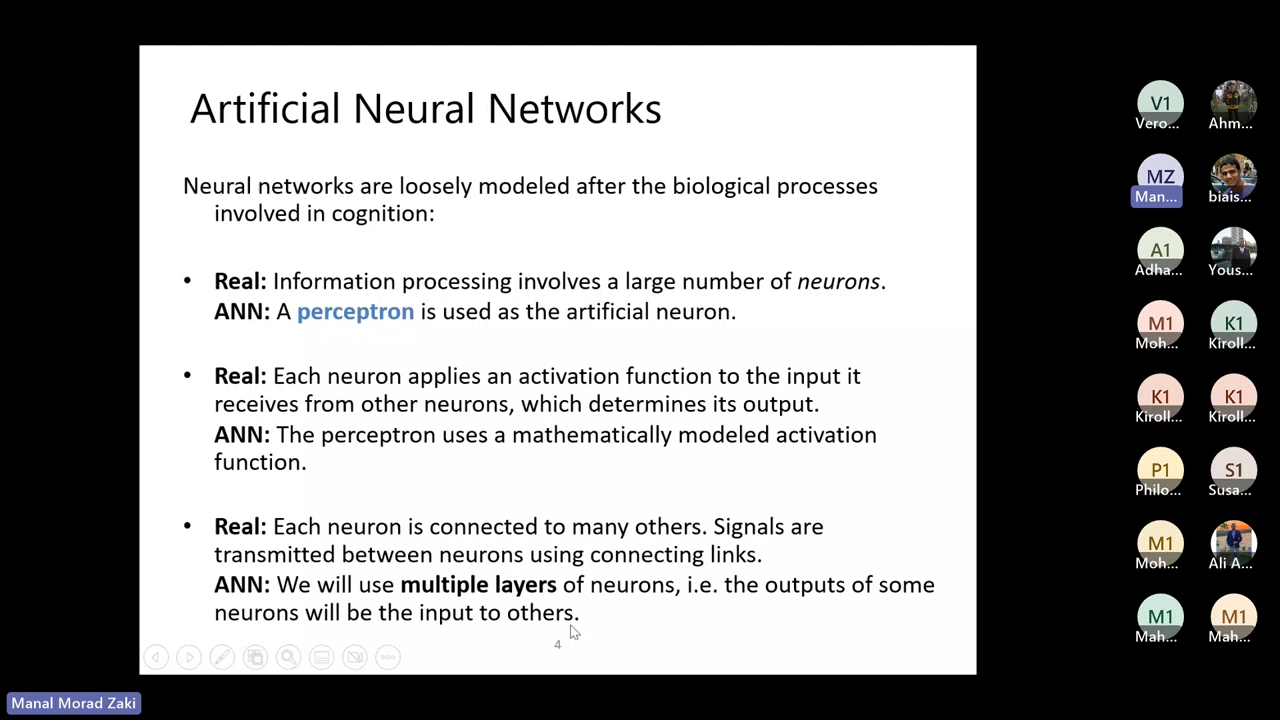 Artificial Neural Networks
Neural networks are loosely modeled after the biological processes
involved in cognition:
• Real: Information processing involves a large number of neurons.
ANN: A perceptron is used as the artificial neuron.
• Real: Each neuron applies an activation function to the input it
receives from other neurons, which determines its output.
ANN: The perceptron uses a mathematically modeled activation
function.
• Real: Each neuron is connected to many others. Signals are
transmitted between neurons using connecting links.
ANN: We will use multiple layers of neurons, i.e. the outputs of some
neurons will be the input to others.
4
V1
Vero...
Ahm...
MZ
Man...
biais...
A1
Adha...
Yous...
M1
Moh...
K1
Kiroll...
K1
Kiroll...
K1
Kiroll...
P1
Philo...
S1
Susa...
M1
Moh...
Ali A...
M1
Mah...
M1
Mah...
Manal Morad Zaki